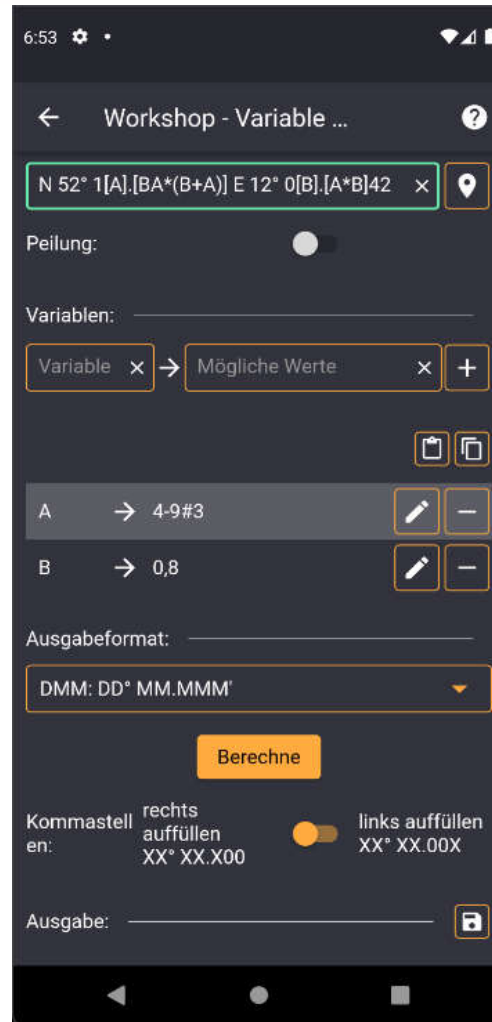 6:53
Workshop - Variable ...
N 52° 1[A].[BA*(B+A)] E 12° 0[B].[A*B]42
Peilung:
Variablen:
Variable
Mögliche Werte
A → 4-9#3
B → 0,8
Ausgabeformat:
DMM: DD° MM.MMM'
Berechne
Kommastell
en:
rechts
auffüllen
XX° XX.X00
links auffüllen
XX° XX.00X
Ausgabe: